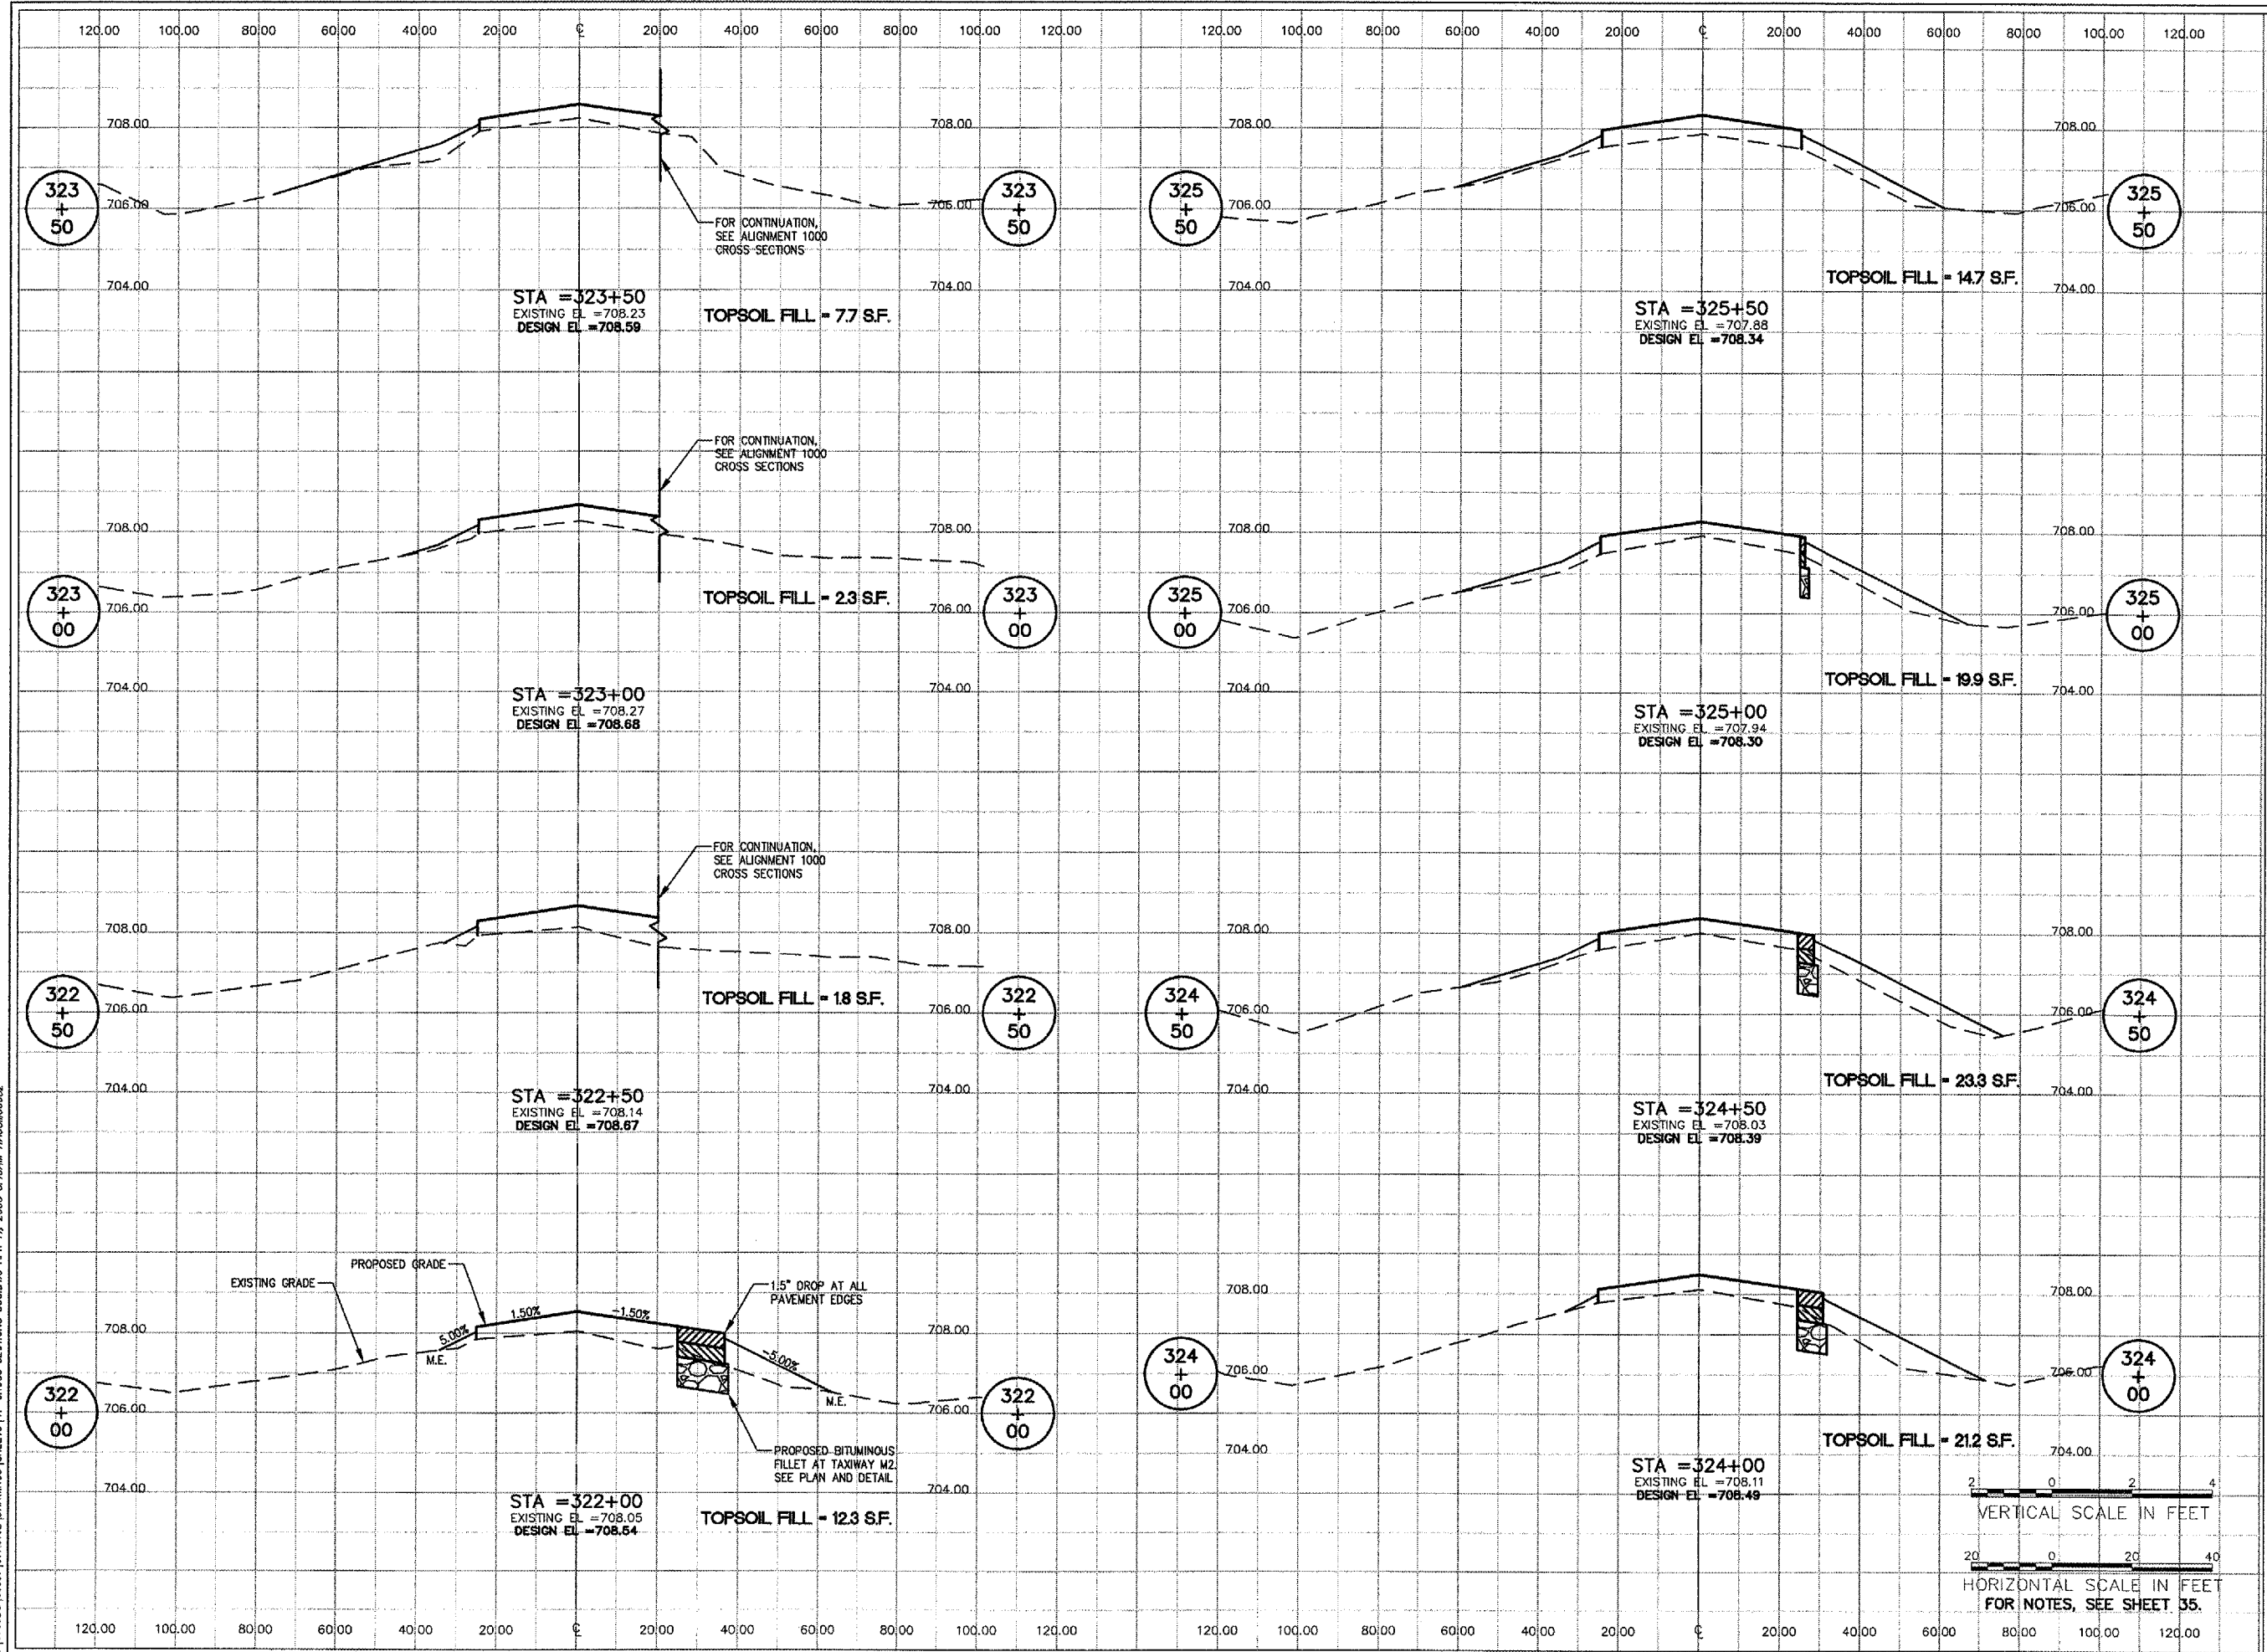 120.00 100.00 80.00 60.00 40.00 20.00 ℄ 20.00 40.00 60.00 80.00 100.00 120.00
120.00 100.00 80.00 60.00 40.00 20.00 ℄ 20.00 40.00 60.00 80.00 100.00 120.00
708.00 708.00
323
+
50
706.00 706.00
323
+
50
FOR CONTINUATION,
SEE ALIGNMENT 1000
CROSS SECTIONS
704.00 704.00
STA =323+50
EXISTING EL =708.23
DESIGN EL =708.59
TOPSOIL FILL = 7.7 S.F.
708.00 708.00
325
+
50
706.00 706.00
325
+
50
704.00 704.00
TOPSOIL FILL = 14.7 S.F.
STA =325+50
EXISTING EL =707.88
DESIGN EL =708.34
FOR CONTINUATION,
SEE ALIGNMENT 1000
CROSS SECTIONS
708.00 708.00
323
+
00
706.00 706.00
323
+
00
TOPSOIL FILL = 2.3 S.F.
704.00 704.00
STA =323+00
EXISTING EL =708.27
DESIGN EL =708.68
708.00 708.00
325
+
00
706.00 706.00
325
+
00
704.00 704.00
TOPSOIL FILL = 19.9 S.F.
STA =325+00
EXISTING EL =707.94
DESIGN EL =708.30
FOR CONTINUATION,
SEE ALIGNMENT 1000
CROSS SECTIONS
708.00 708.00
322
+
50
706.00 706.00
322
+
50
TOPSOIL FILL = 1.8 S.F.
704.00 704.00
STA =322+50
EXISTING EL =708.14
DESIGN EL =708.67
708.00 708.00
324
+
50
706.00 706.00
324
+
50
704.00 704.00
TOPSOIL FILL = 23.3 S.F.
STA =324+50
EXISTING EL =708.03
DESIGN EL =708.39
EXISTING GRADE
PROPOSED GRADE
1.5" DROP AT ALL
PAVEMENT EDGES
5.00% 1.50% -1.50% -5.00%
708.00 708.00
M.E. M.E.
322
+
00
706.00 706.00
322
+
00
PROPOSED BITUMINOUS
FILLET AT TAXIWAY M2.
SEE PLAN AND DETAIL
704.00 704.00
STA =322+00
EXISTING EL =708.05
DESIGN EL =708.54
TOPSOIL FILL = 12.3 S.F.
708.00 708.00
708.00 708.00
324
+
00
706.00 706.00
324
+
00
704.00 704.00
TOPSOIL FILL = 21.2 S.F.
STA =324+00
EXISTING EL =708.11
DESIGN EL =708.49
2 0 2 4
VERTICAL SCALE IN FEET
20 0 20 40
HORIZONTAL SCALE IN FEET
FOR NOTES, SEE SHEET 35.
120.00 100.00 80.00 60.00 40.00 20.00 ℄ 20.00 40.00 60.00 80.00 100.00 120.00
120.00 100.00 80.00 60.00 40.00 20.00 ℄ 20.00 40.00 60.00 80.00 100.00 120.00